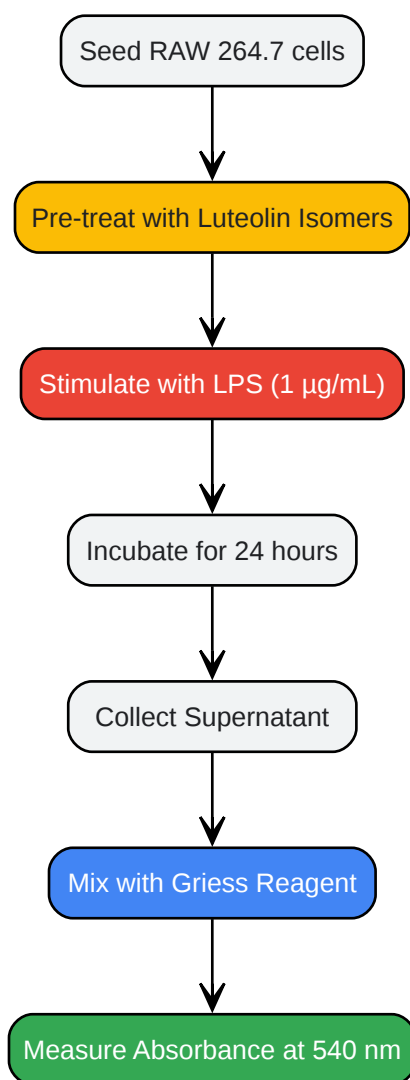 Seed RAW 264.7 cells
Pre-treat with Luteolin Isomers
Stimulate with LPS (1 µg/mL)
Incubate for 24 hours
Collect Supernatant
Mix with Griess Reagent
Measure Absorbance at 540 nm